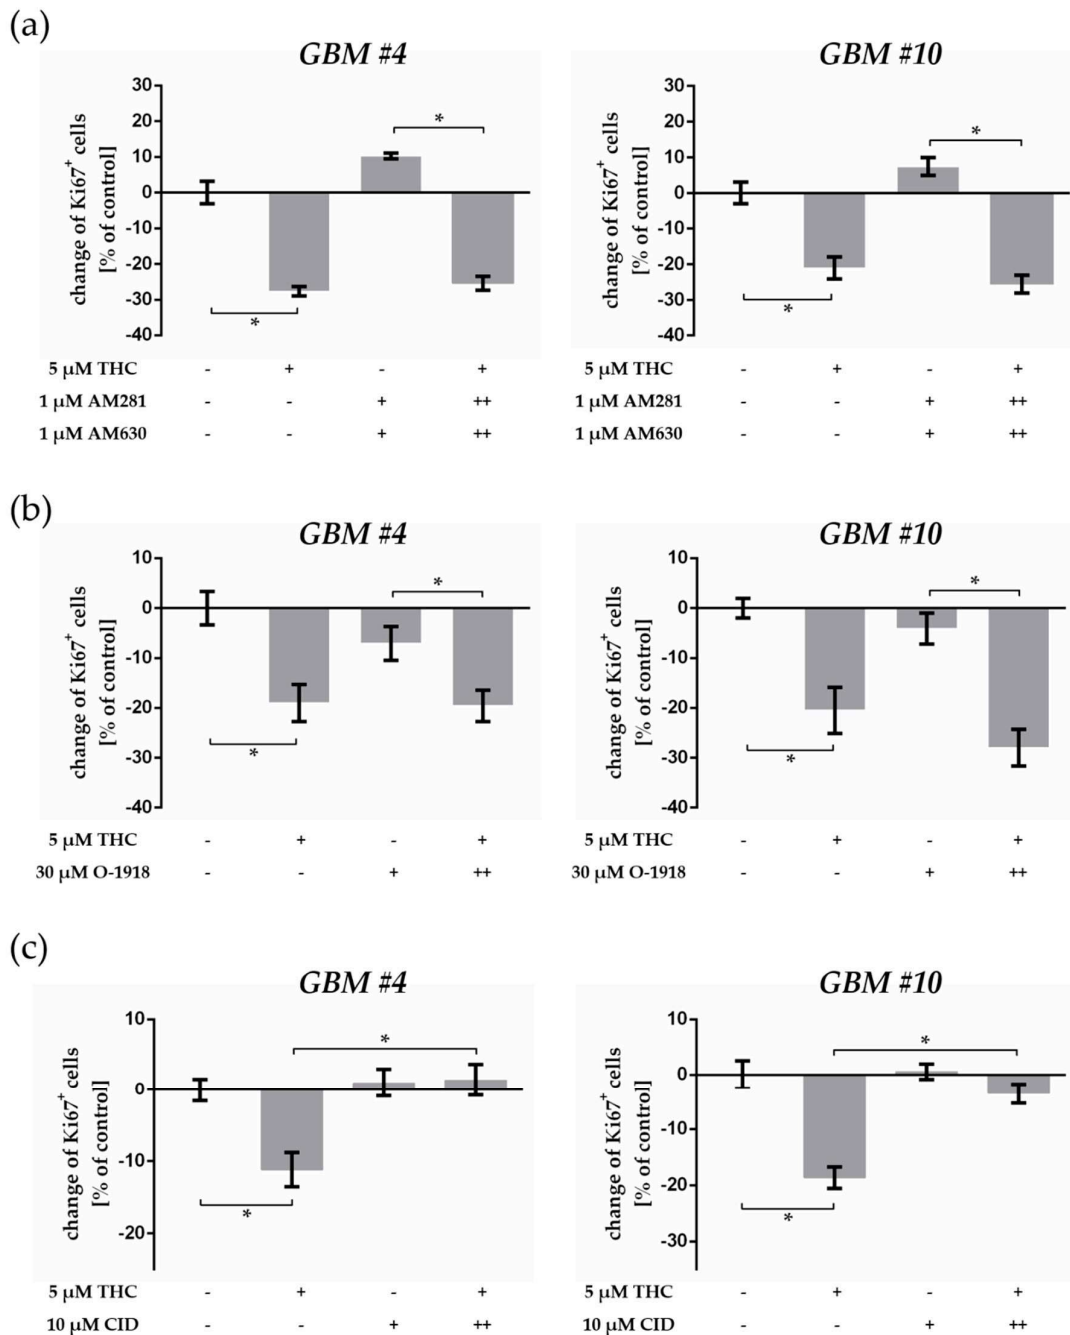 (a)
GBM #4
GBM #10
change of Ki67+ cells
[% of control]
30
20
10
0
-10
-20
-30
-40
*
*
change of Ki67+ cells
[% of control]
30
20
10
0
-10
-20
-30
-40
*
*
5 µM THC - + - +
1 µM AM281 - - + ++
1 µM AM630 - - + ++
5 µM THC - + - +
1 µM AM281 - - + ++
1 µM AM630 - - + ++
(b)
GBM #4
GBM #10
change of Ki67+ cells
[% of control]
10
0
-10
-20
-30
-40
*
*
change of Ki67+ cells
[% of control]
10
0
-10
-20
-30
-40
*
*
5 µM THC - + - +
30 µM O-1918 - - + ++
5 µM THC - + - +
30 µM O-1918 - - + ++
(c)
GBM #4
GBM #10
change of Ki67+ cells
[% of control]
10
0
-10
-20
*
*
change of Ki67+ cells
[% of control]
10
0
-10
-20
-30
*
*
5 µM THC - + - +
10 µM CID - - + ++
5 µM THC - + - +
10 µM CID - - + ++